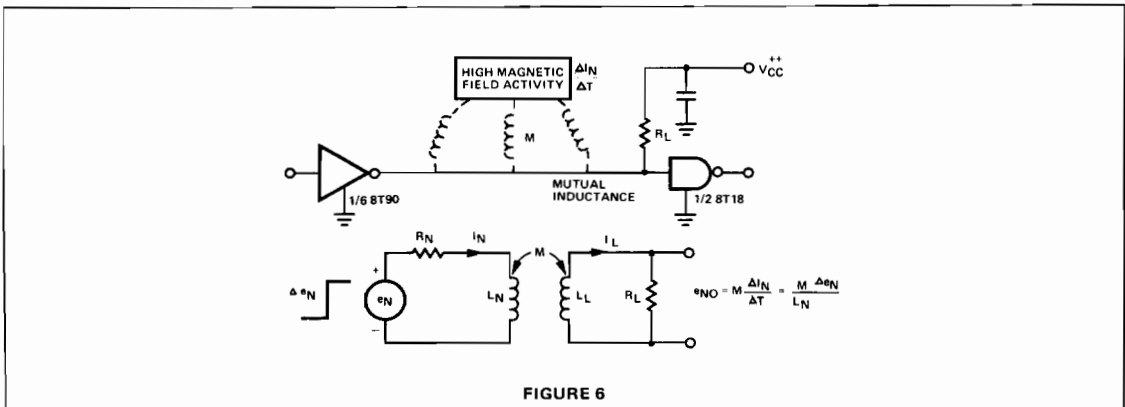 HIGH MAGNETIC
FIELD ACTIVITY
ΔIN
ΔT
++
VCC
M
RL
MUTUAL
INDUCTANCE
1/6 8T90
1/2 8T18
RN
iN
M
IL
Δ eN
+
eN
−
LN
LL
RL
eNO = M ΔIN/ΔT = M ΔeN/LN
FIGURE 6